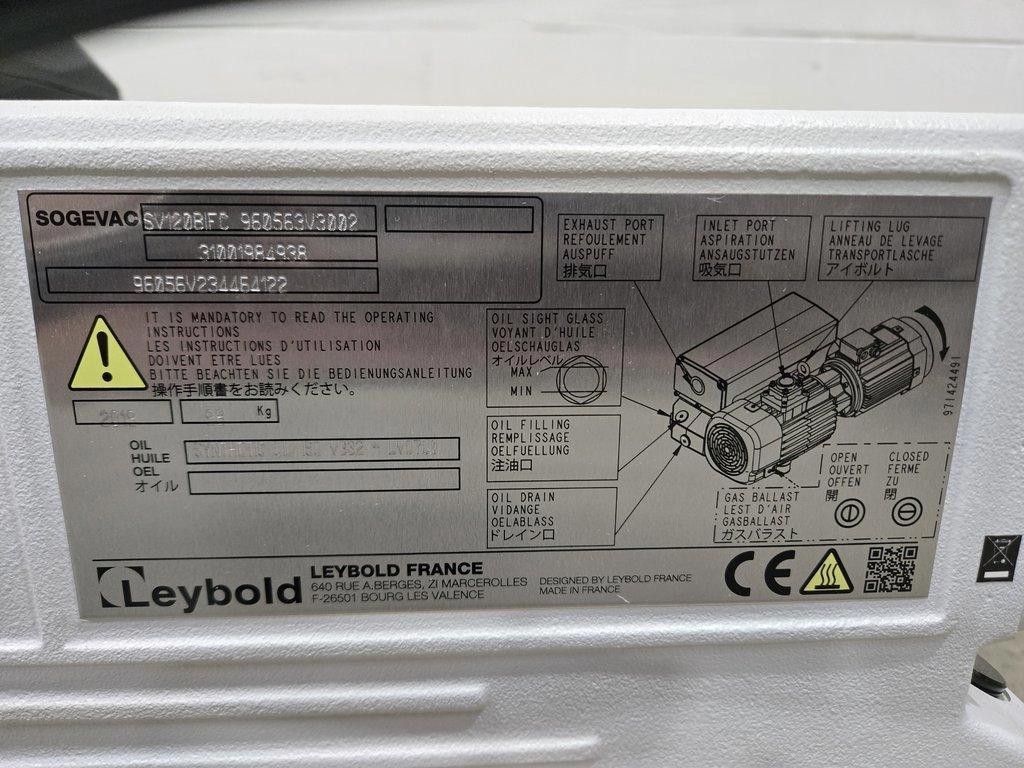 SOGEVAC SV120BIFC 960563V3002
31001984938
96056V234464122
IT IS MANDATORY TO READ THE OPERATING
INSTRUCTIONS
LES INSTRUCTIONS D'UTILISATION
DOIVENT ETRE LUES
BITTE BEACHTEN SIE DIE BEDIENUNGSANLEITUNG
操作手順書をお読みください。
Kg
OIL
HUILE
OEL
オイル
EXHAUST PORT
REFOULEMENT
AUSPUFF
排気口
INLET PORT
ASPIRATION
ANSAUGSTUTZEN
吸気口
LIFTING LUG
ANNEAU DE LEVAGE
TRANSPORTLASCHE
アイボルト
OIL SIGHT GLASS
VOYANT D'HUILE
OELSCHAUGLAS
オイルレベル
MAX
MIN
OIL FILLING
REMPLISSAGE
OELFUELLUNG
注油口
OIL DRAIN
VIDANGE
OELABLASS
ドレイン口
971424491
OPEN
OUVERT
OFFEN
開
CLOSED
FERME
ZU
閉
GAS BALLAST
LEST D'AIR
GASBALLAST
ガスバラスト
Leybold
LEYBOLD FRANCE
640 RUE A.BERGES, ZI MARCEROLLES
F-26501 BOURG LES VALENCE
DESIGNED BY LEYBOLD FRANCE
MADE IN FRANCE
CE